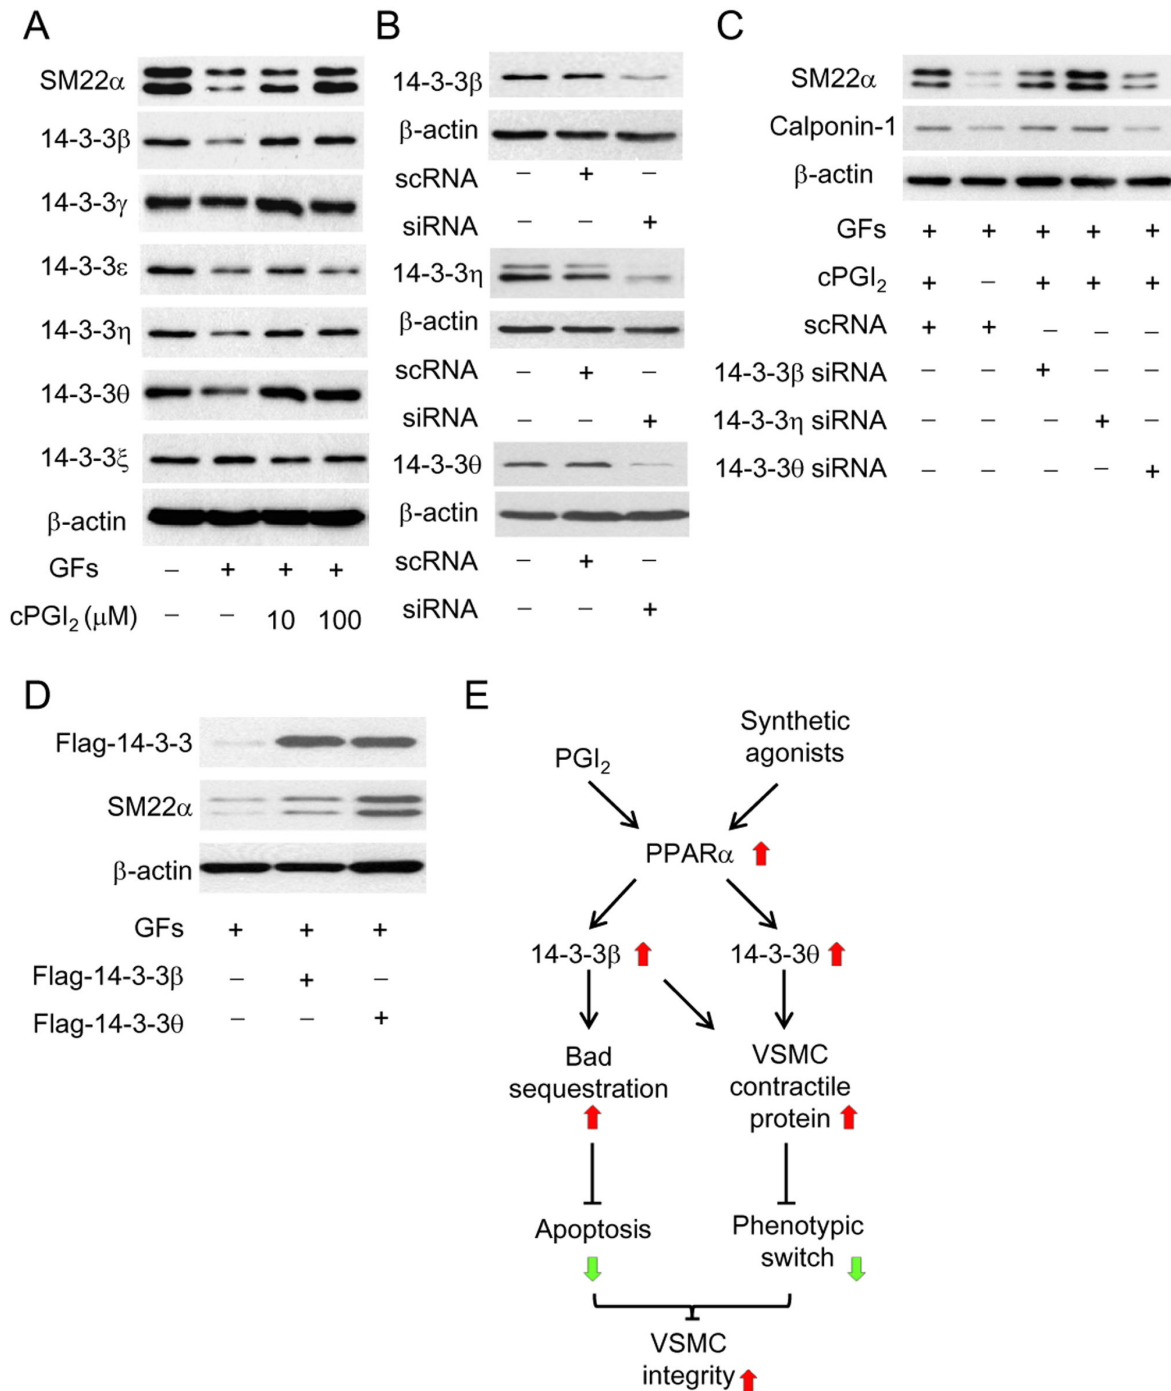 A
SM22α
14-3-3β
14-3-3γ
14-3-3ε
14-3-3η
14-3-3θ
14-3-3ξ
β-actin
GFs – + + +
cPGI₂ (μM) – – 10 100
B
14-3-3β
β-actin
scRNA – + –
siRNA – – +
14-3-3η
β-actin
scRNA – + –
siRNA – – +
14-3-3θ
β-actin
scRNA – + –
siRNA – – +
C
SM22α
Calponin-1
β-actin
GFs + + + + +
cPGI₂ + – + + +
scRNA + + – – –
14-3-3β siRNA – – + – –
14-3-3η siRNA – – – + –
14-3-3θ siRNA – – – – +
D
Flag-14-3-3
SM22α
β-actin
GFs + + +
Flag-14-3-3β – + –
Flag-14-3-3θ – – +
E
PGI₂
Synthetic
agonists
PPARα
14-3-3β
14-3-3θ
Bad
sequestration
VSMC
contractile
protein
Apoptosis
Phenotypic
switch
VSMC
integrity